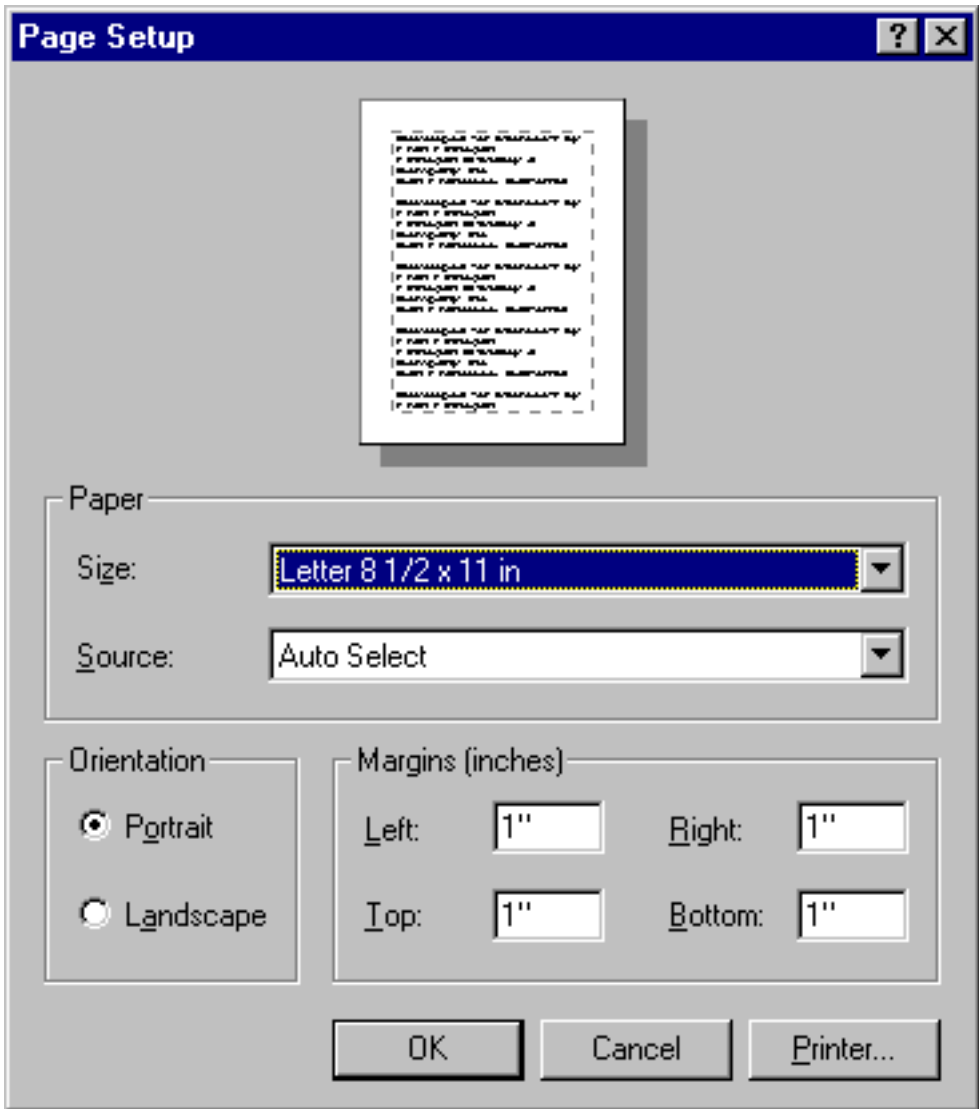 Page Setup
Paper
Size: Letter 8 1/2 x 11 in
Source: Auto Select
Orientation
Portrait
Landscape
Margins (inches)
Left: 1" Right: 1"
Top: 1" Bottom: 1"
OK Cancel Printer...